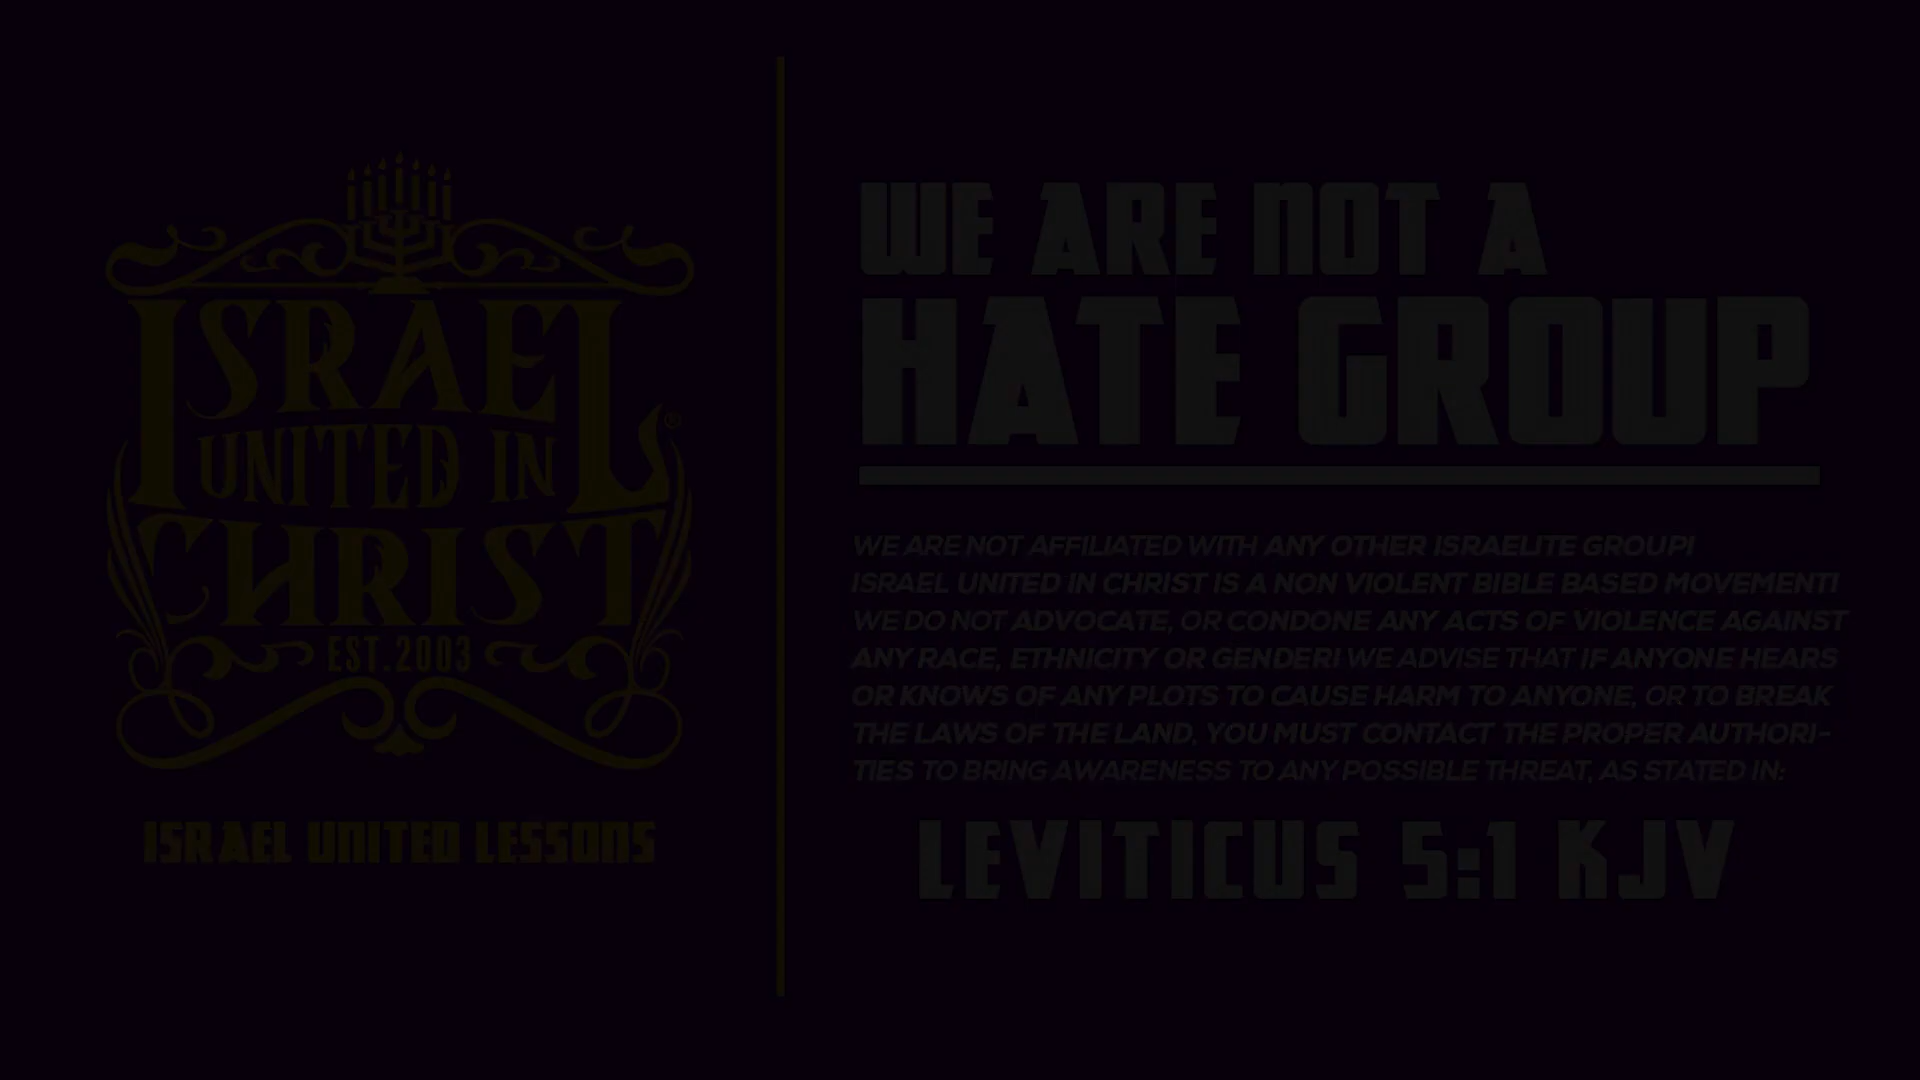 ISRAEL
UNITED IN
CHRIST
®
EST. 2003
ISRAEL UNITED LESSONS
WE ARE NOT A
HATE GROUP
WE ARE NOT AFFILIATED WITH ANY OTHER ISRAELITE GROUP!
ISRAEL UNITED IN CHRIST IS A NON VIOLENT BIBLE BASED MOVEMENT!
WE DO NOT ADVOCATE, OR CONDONE ANY ACTS OF VIOLENCE AGAINST
ANY RACE, ETHNICITY OR GENDER! WE ADVISE THAT IF ANYONE HEARS
OR KNOWS OF ANY PLOTS TO CAUSE HARM TO ANYONE, OR TO BREAK
THE LAWS OF THE LAND, YOU MUST CONTACT THE PROPER AUTHORI-
TIES TO BRING AWARENESS TO ANY POSSIBLE THREAT, AS STATED IN:
LEVITICUS 5:1 KJV